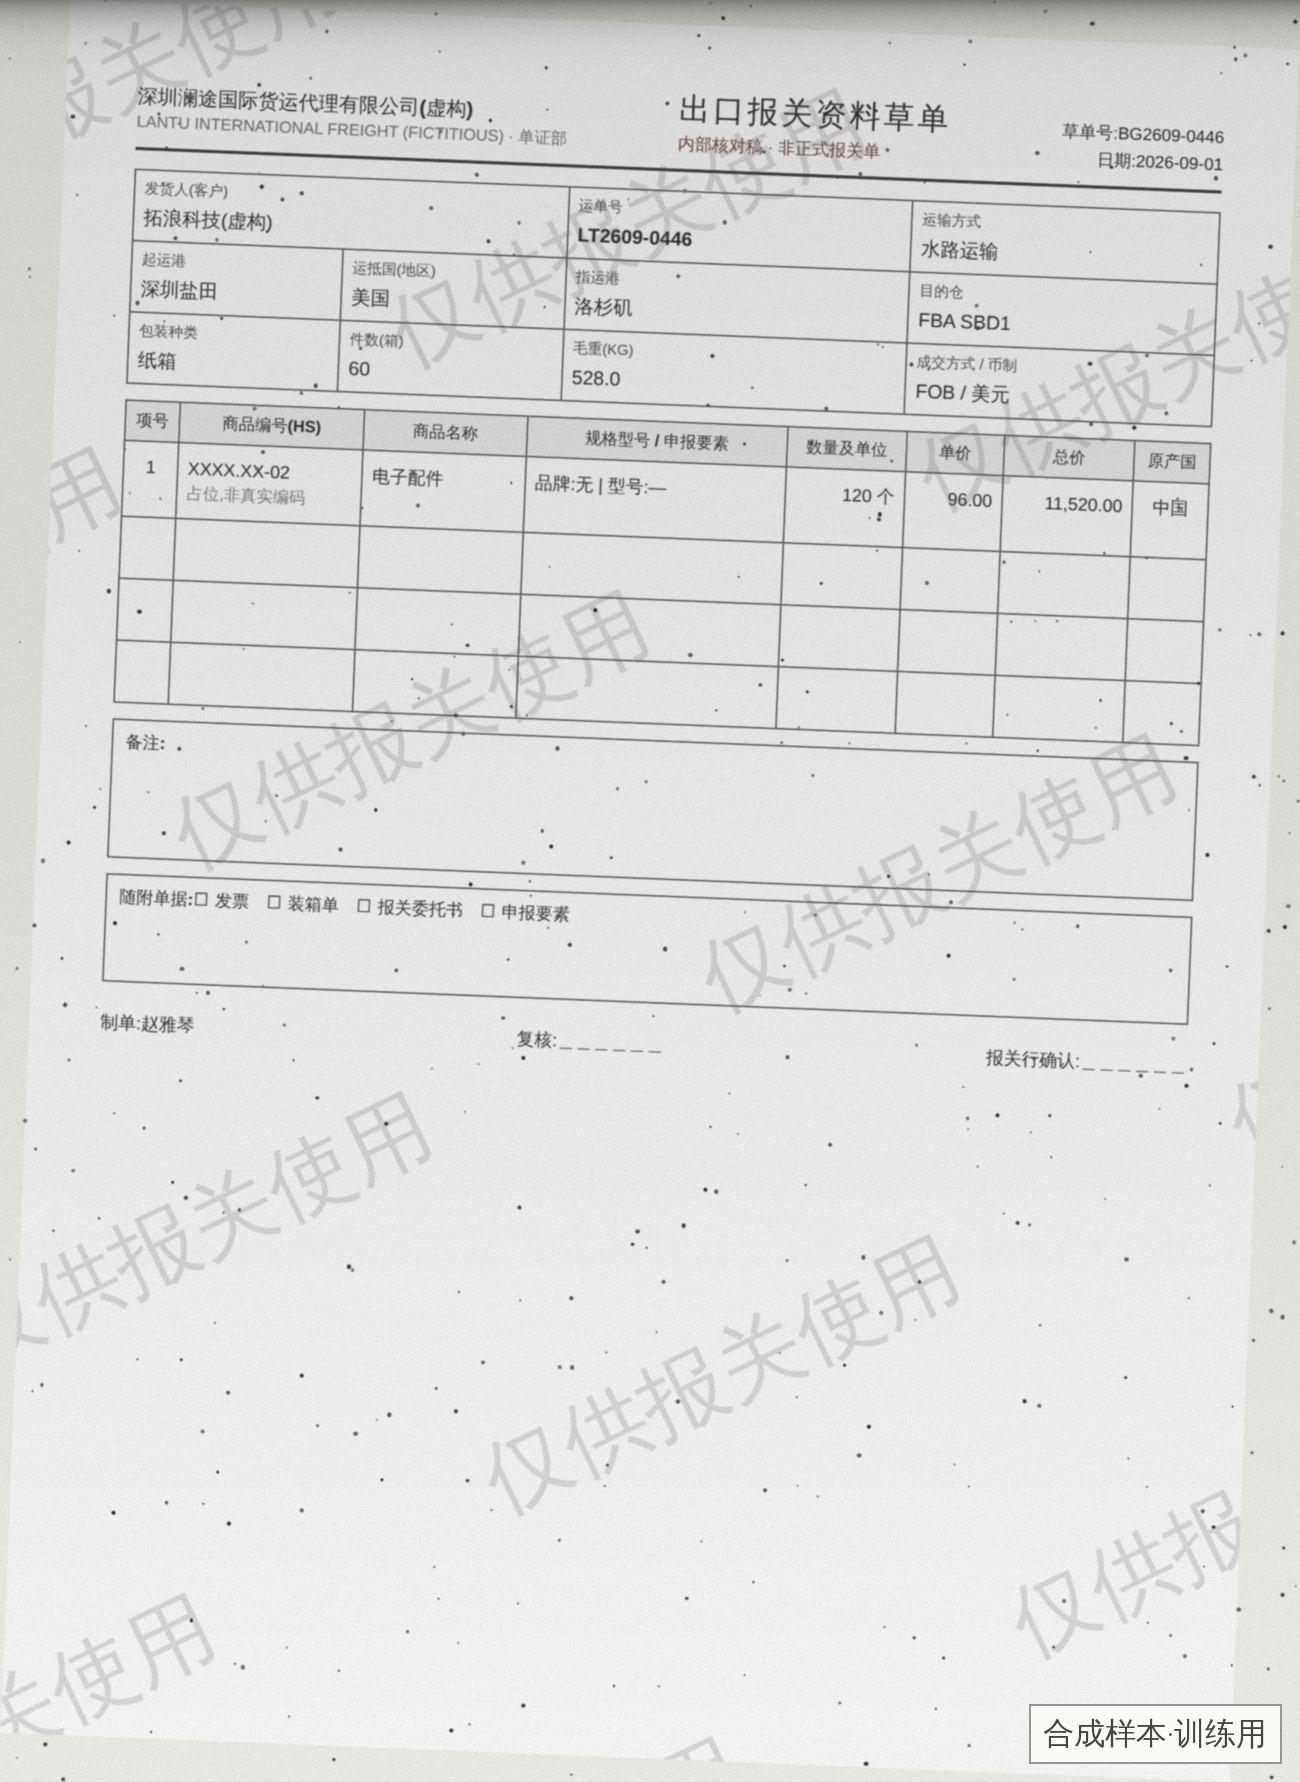 深圳澜途国际货运代理有限公司(虚构)
LANTU INTERNATIONAL FREIGHT (FICTITIOUS) · 单证部
出口报关资料草单
内部核对稿 · 非正式报关单
草单号:BG2609-0446
日期:2026-09-01
发货人(客户)
拓浪科技(虚构)
运单号
LT2609-0446
运输方式
水路运输
起运港
深圳盐田
运抵国(地区)
美国
指运港
洛杉矶
目的仓
FBA SBD1
包装种类
纸箱
件数(箱)
60
毛重(KG)
528.0
成交方式 / 币制
FOB / 美元
项号 商品编号(HS) 商品名称 规格型号 / 申报要素 数量及单位 单价 总价 原产国
1 XXXX.XX-02 电子配件 品牌:无 | 型号:— 120 个 96.00 11,520.00 中国
占位,非真实编码
备注:
随附单据:☐ 发票 ☐ 装箱单 ☐ 报关委托书 ☐ 申报要素
制单:赵雅琴 复核:______ 报关行确认:______
仅供报关使用
合成样本·训练用